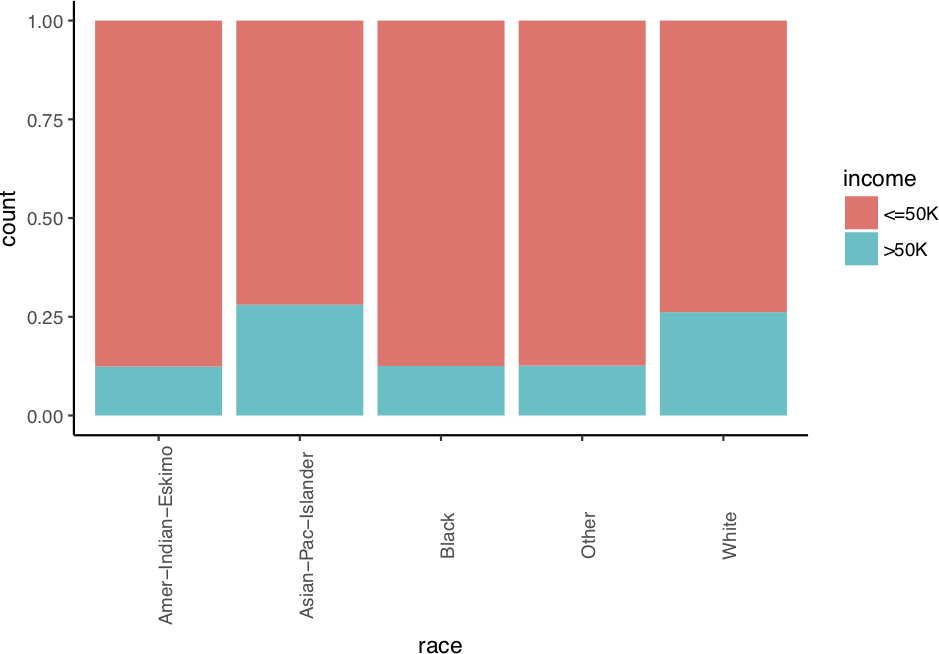 1.00
0.75
0.50
0.25
0.00
count
Amer−Indian−Eskimo
Asian−Pac−Islander
Black
Other
White
race
income
<=50K
>50K